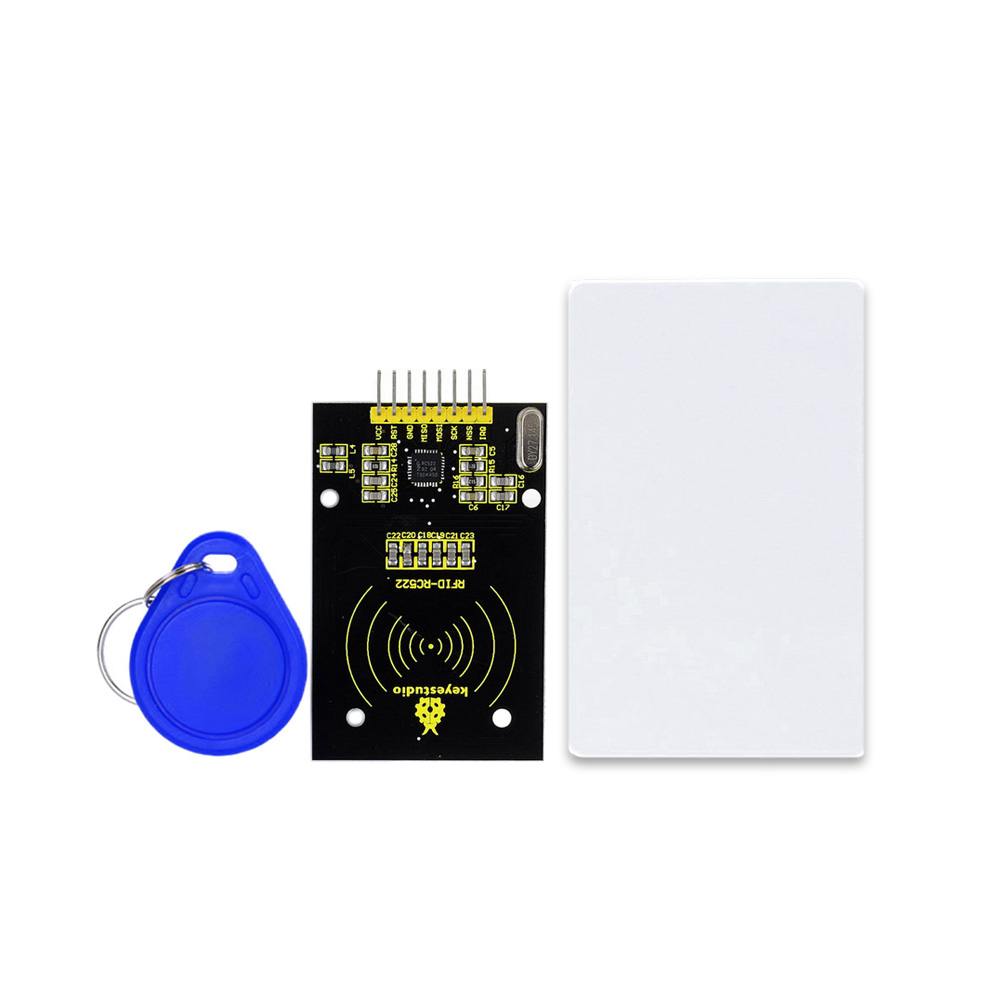 VCC RST GND MISO MOSI SCK NSS IRQ
L4
L5
C28
R14
C24
C25
C5
R15
R16
C6
C17
C16
C22 C20 C18 C19 C21 C23
RFID-RC522
keyestudio